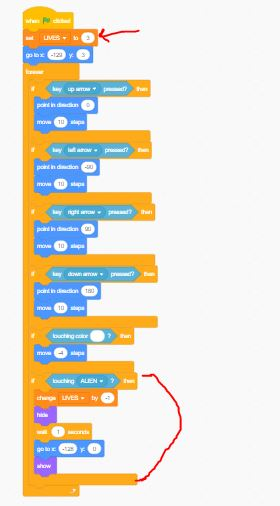 when clicked
set LIVES to 3
go to x: -129 y: 3
forever
if key up arrow pressed? then
point in direction 0
move 10 steps
if key left arrow pressed? then
point in direction -90
move 10 steps
if key right arrow pressed? then
point in direction 90
move 10 steps
if key down arrow pressed? then
point in direction 180
move 10 steps
if touching color ? then
move -4 steps
if touching ALIEN ? then
change LIVES by -1
hide
wait 1 seconds
go to x: -128 y: 0
show